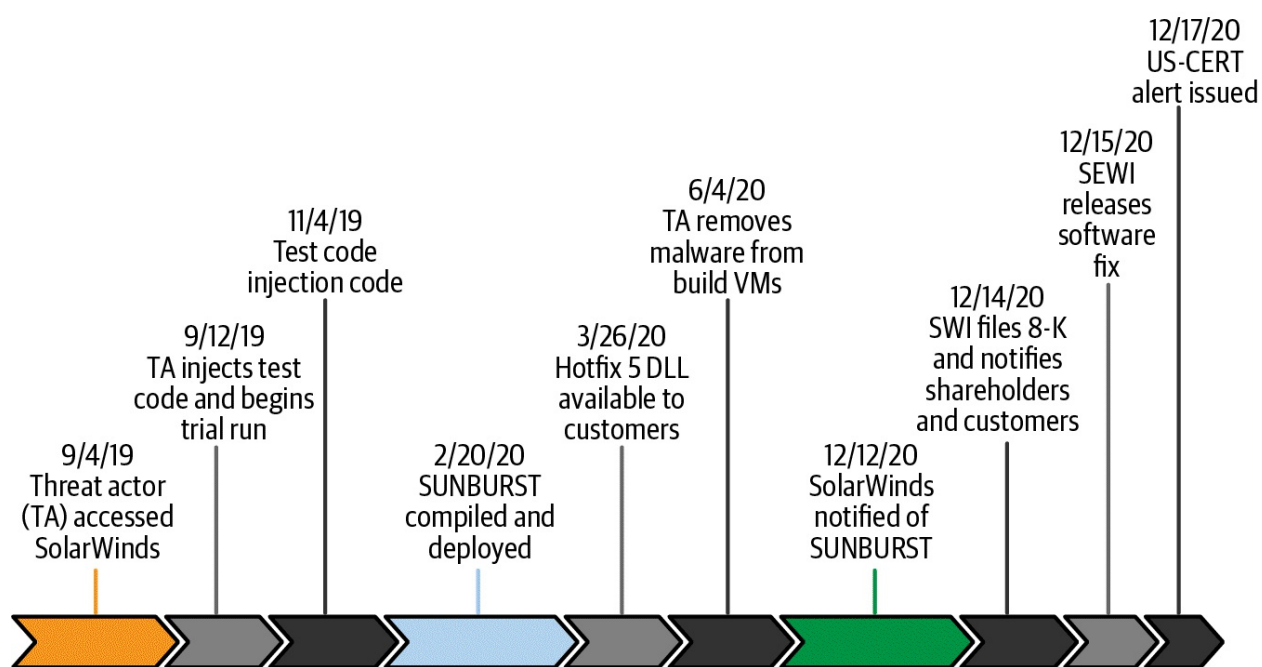 9/4/19
Threat actor
(TA) accessed
SolarWinds
9/12/19
TA injects test
code and begins
trial run
11/4/19
Test code
injection code
2/20/20
SUNBURST
compiled and
deployed
3/26/20
Hotfix 5 DLL
available to
customers
6/4/20
TA removes
malware from
build VMs
12/12/20
SolarWinds
notified of
SUNBURST
12/14/20
SWI files 8-K
and notifies
shareholders
and customers
12/15/20
SEWI
releases
software
fix
12/17/20
US-CERT
alert issued